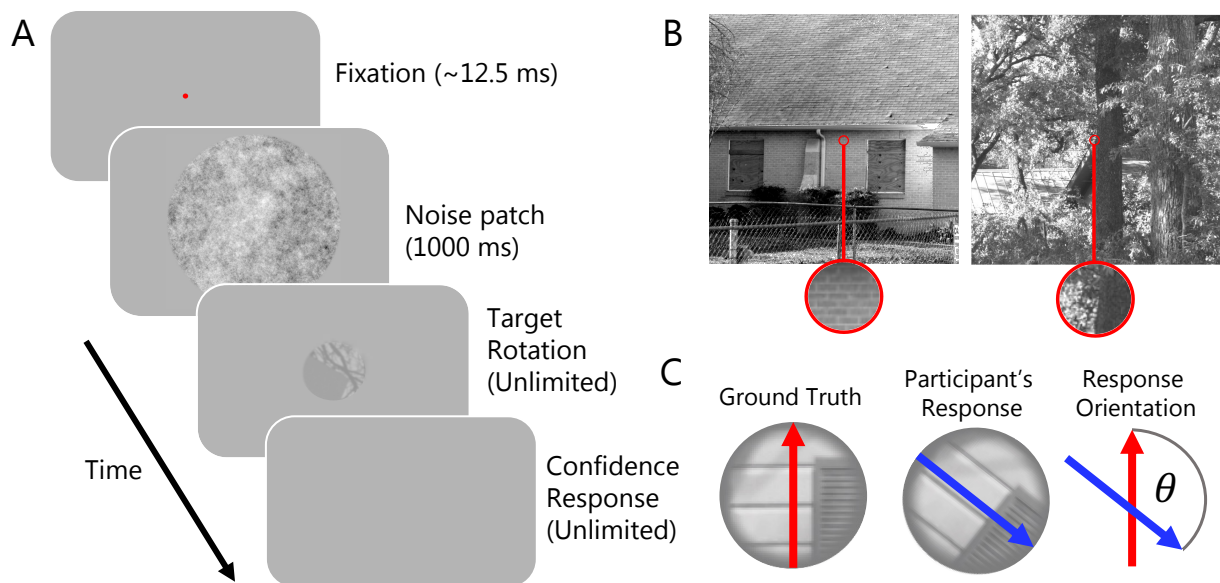 A
Fixation (~12.5 ms)
Noise patch
(1000 ms)
Target
Rotation
(Unlimited)
Confidence
Response
(Unlimited)
Time
B
C
Ground Truth
Participant’s
Response
Response
Orientation
θ